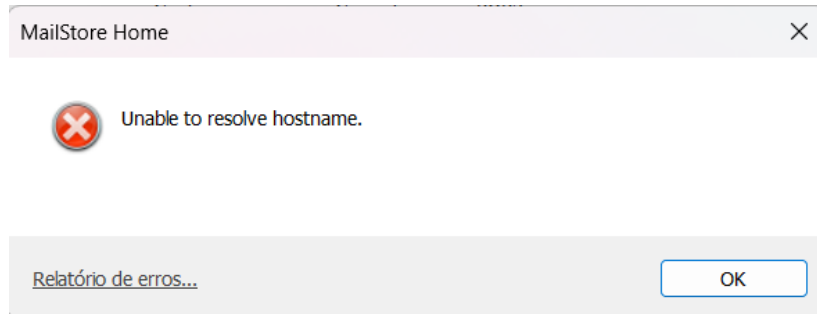 MailStore Home
Unable to resolve hostname.
Relatório de erros...
OK